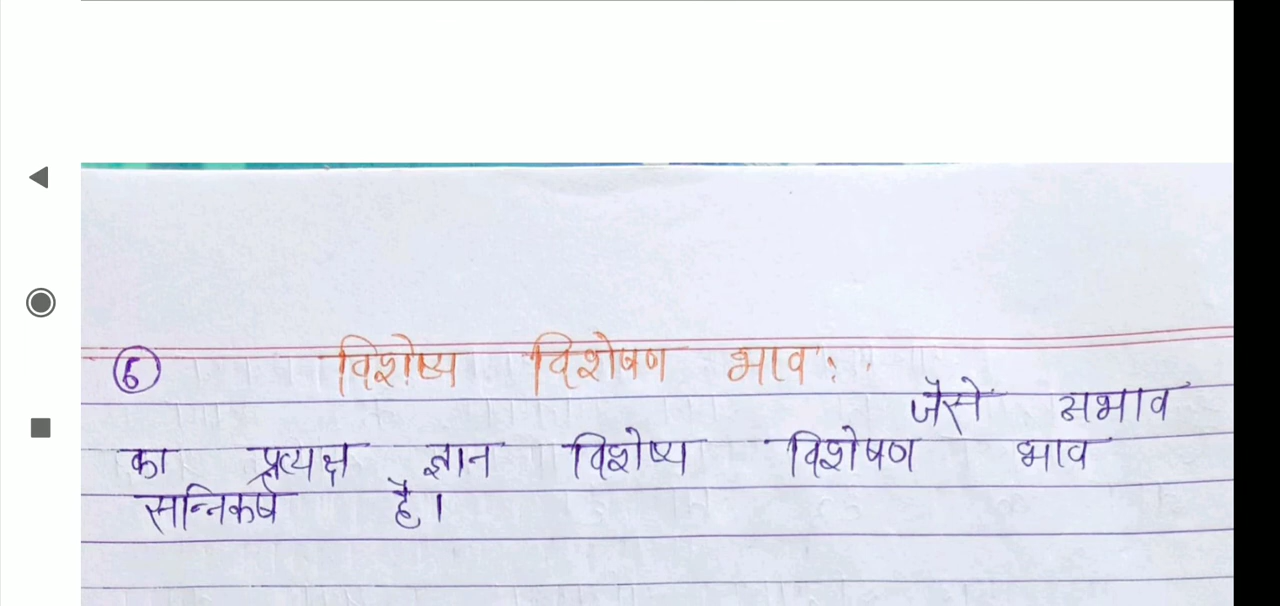 ⑥ विशेष्य विशेषण भाव :
जैसे अभाव
का प्रत्यक्ष ज्ञान विशेष्य विशेषण भाव
सन्निकर्ष है।